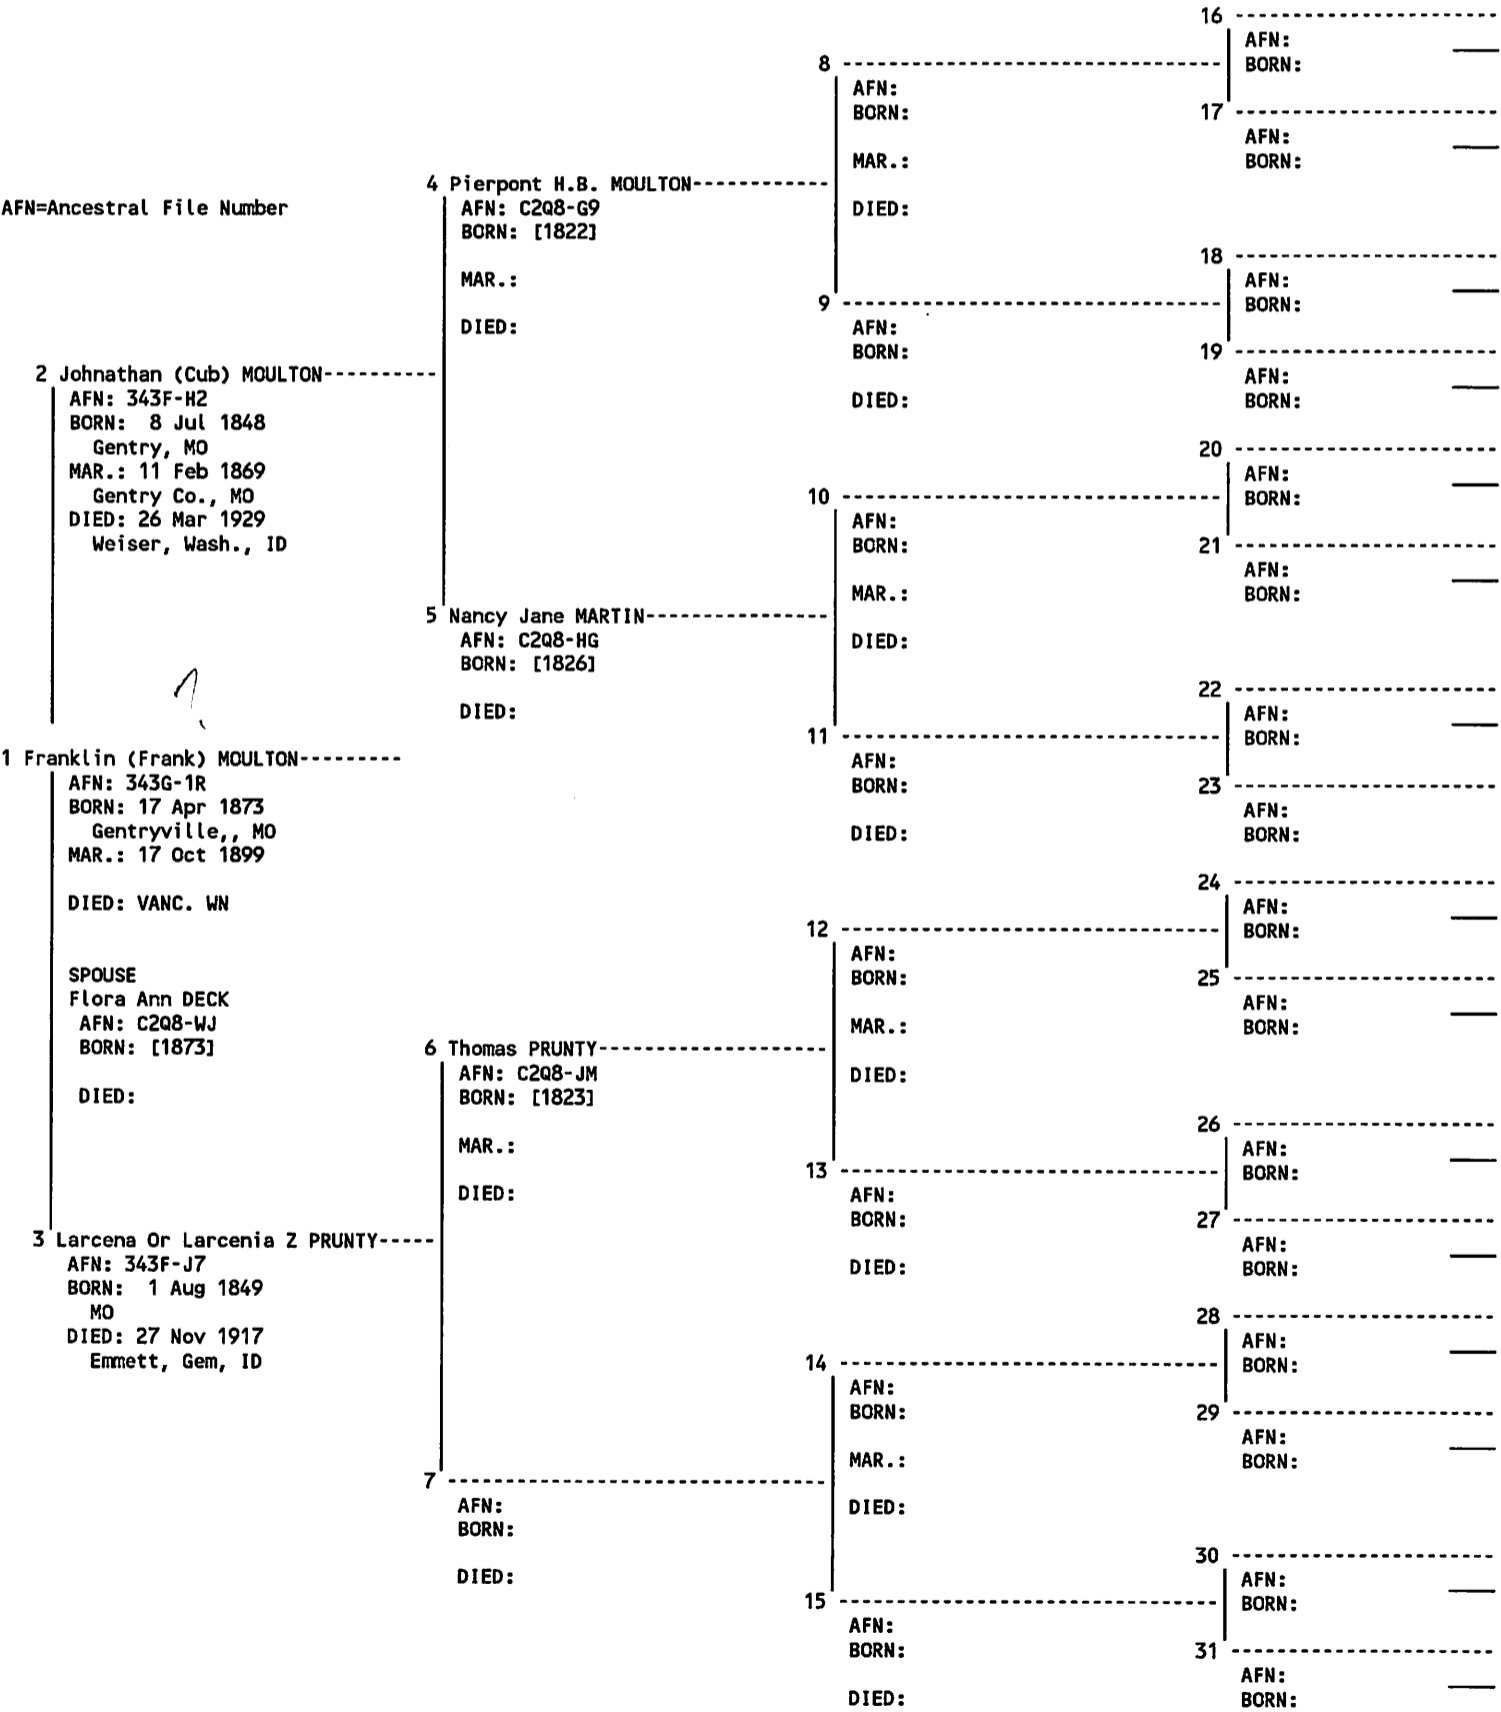 AFN=Ancestral File Number
1 Franklin (Frank) MOULTON---------
AFN: 343G-1R
BORN: 17 Apr 1873
Gentryville,, MO
MAR.: 17 Oct 1899
DIED: VANC. WN
SPOUSE
Flora Ann DECK
AFN: C2Q8-WJ
BORN: [1873]
DIED:
2 Johnathan (Cub) MOULTON----------
AFN: 343F-H2
BORN:  8 Jul 1848
Gentry, MO
MAR.: 11 Feb 1869
Gentry Co., MO
DIED: 26 Mar 1929
Weiser, Wash., ID
3 Larcena Or Larcenia Z PRUNTY-----
AFN: 343F-J7
BORN:  1 Aug 1849
MO
DIED: 27 Nov 1917
Emmett, Gem, ID
4 Pierpont H.B. MOULTON------------
AFN: C2Q8-G9
BORN: [1822]
MAR.:
DIED:
5 Nancy Jane MARTIN----------------
AFN: C2Q8-HG
BORN: [1826]
DIED:
6 Thomas PRUNTY--------------------
AFN: C2Q8-JM
BORN: [1823]
MAR.:
DIED:
7 ---------------------------------
AFN:
BORN:
DIED:
8 ---------------------------------
AFN:
BORN:
MAR.:
DIED:
9 ---------------------------------
AFN:
BORN:
DIED:
10 ---------------------------------
AFN:
BORN:
MAR.:
DIED:
11 ---------------------------------
AFN:
BORN:
DIED:
12 ---------------------------------
AFN:
BORN:
MAR.:
DIED:
13 ---------------------------------
AFN:
BORN:
DIED:
14 ---------------------------------
AFN:
BORN:
MAR.:
DIED:
15 ---------------------------------
AFN:
BORN:
DIED:
16 -----------------------
AFN:
BORN:
17 -----------------------
AFN:
BORN:
18 -----------------------
AFN:
BORN:
19 -----------------------
AFN:
BORN:
20 -----------------------
AFN:
BORN:
21 -----------------------
AFN:
BORN:
22 -----------------------
AFN:
BORN:
23 -----------------------
AFN:
BORN:
24 -----------------------
AFN:
BORN:
25 -----------------------
AFN:
BORN:
26 -----------------------
AFN:
BORN:
27 -----------------------
AFN:
BORN:
28 -----------------------
AFN:
BORN:
29 -----------------------
AFN:
BORN:
30 -----------------------
AFN:
BORN:
31 -----------------------
AFN:
BORN: